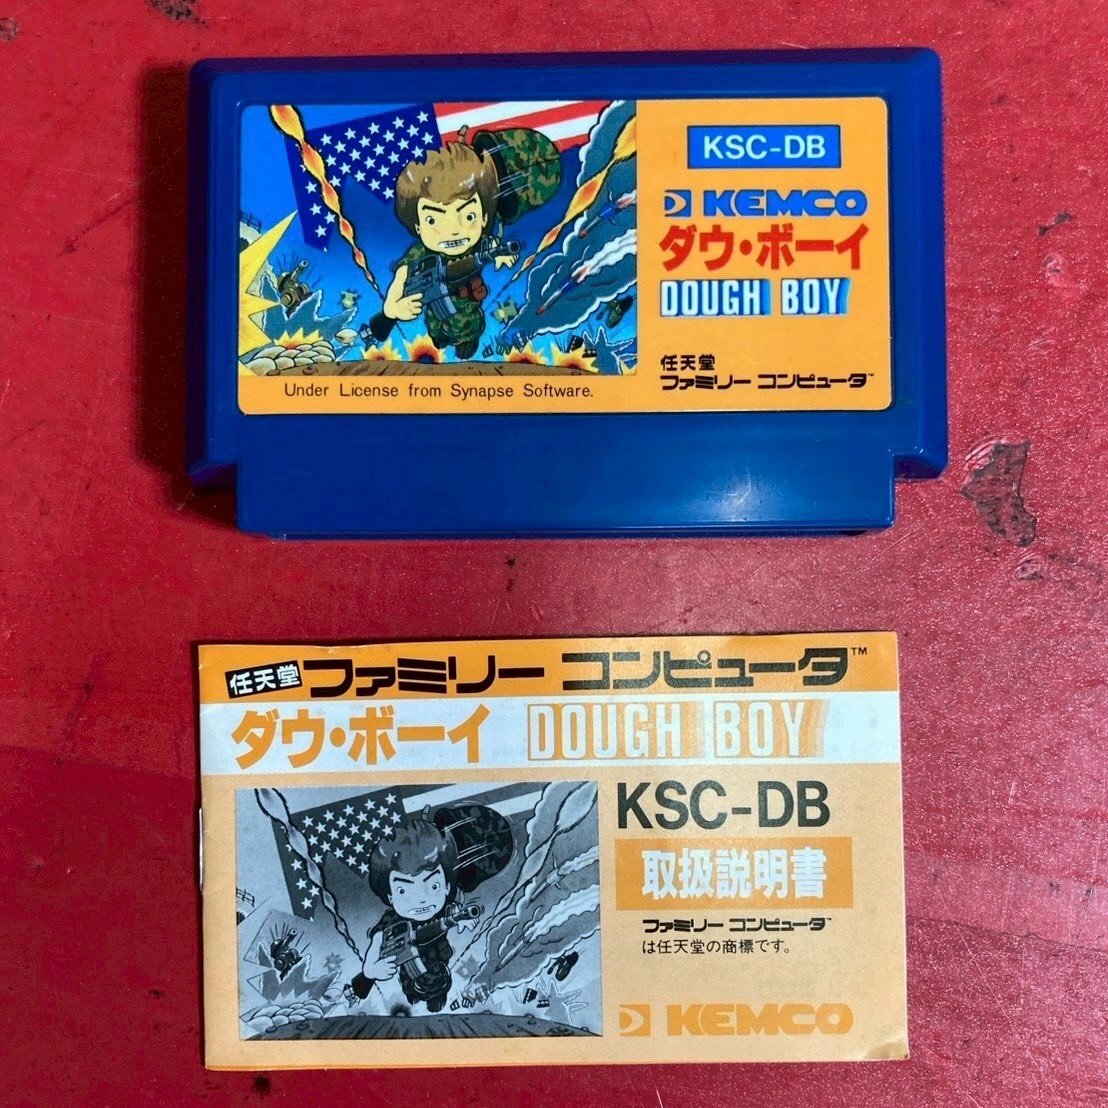 KSC-DB
KEMCO
ダウ・ボーイ
DOUGH BOY
任天堂
ファミリー コンピュータ™
Under License from Synapse Software.
任天堂 ファミリー コンピュータ™
ダウ・ボーイ DOUGH BOY
KSC-DB
取扱説明書
ファミリー コンピュータ
は任天堂の商標です。
KEMCO